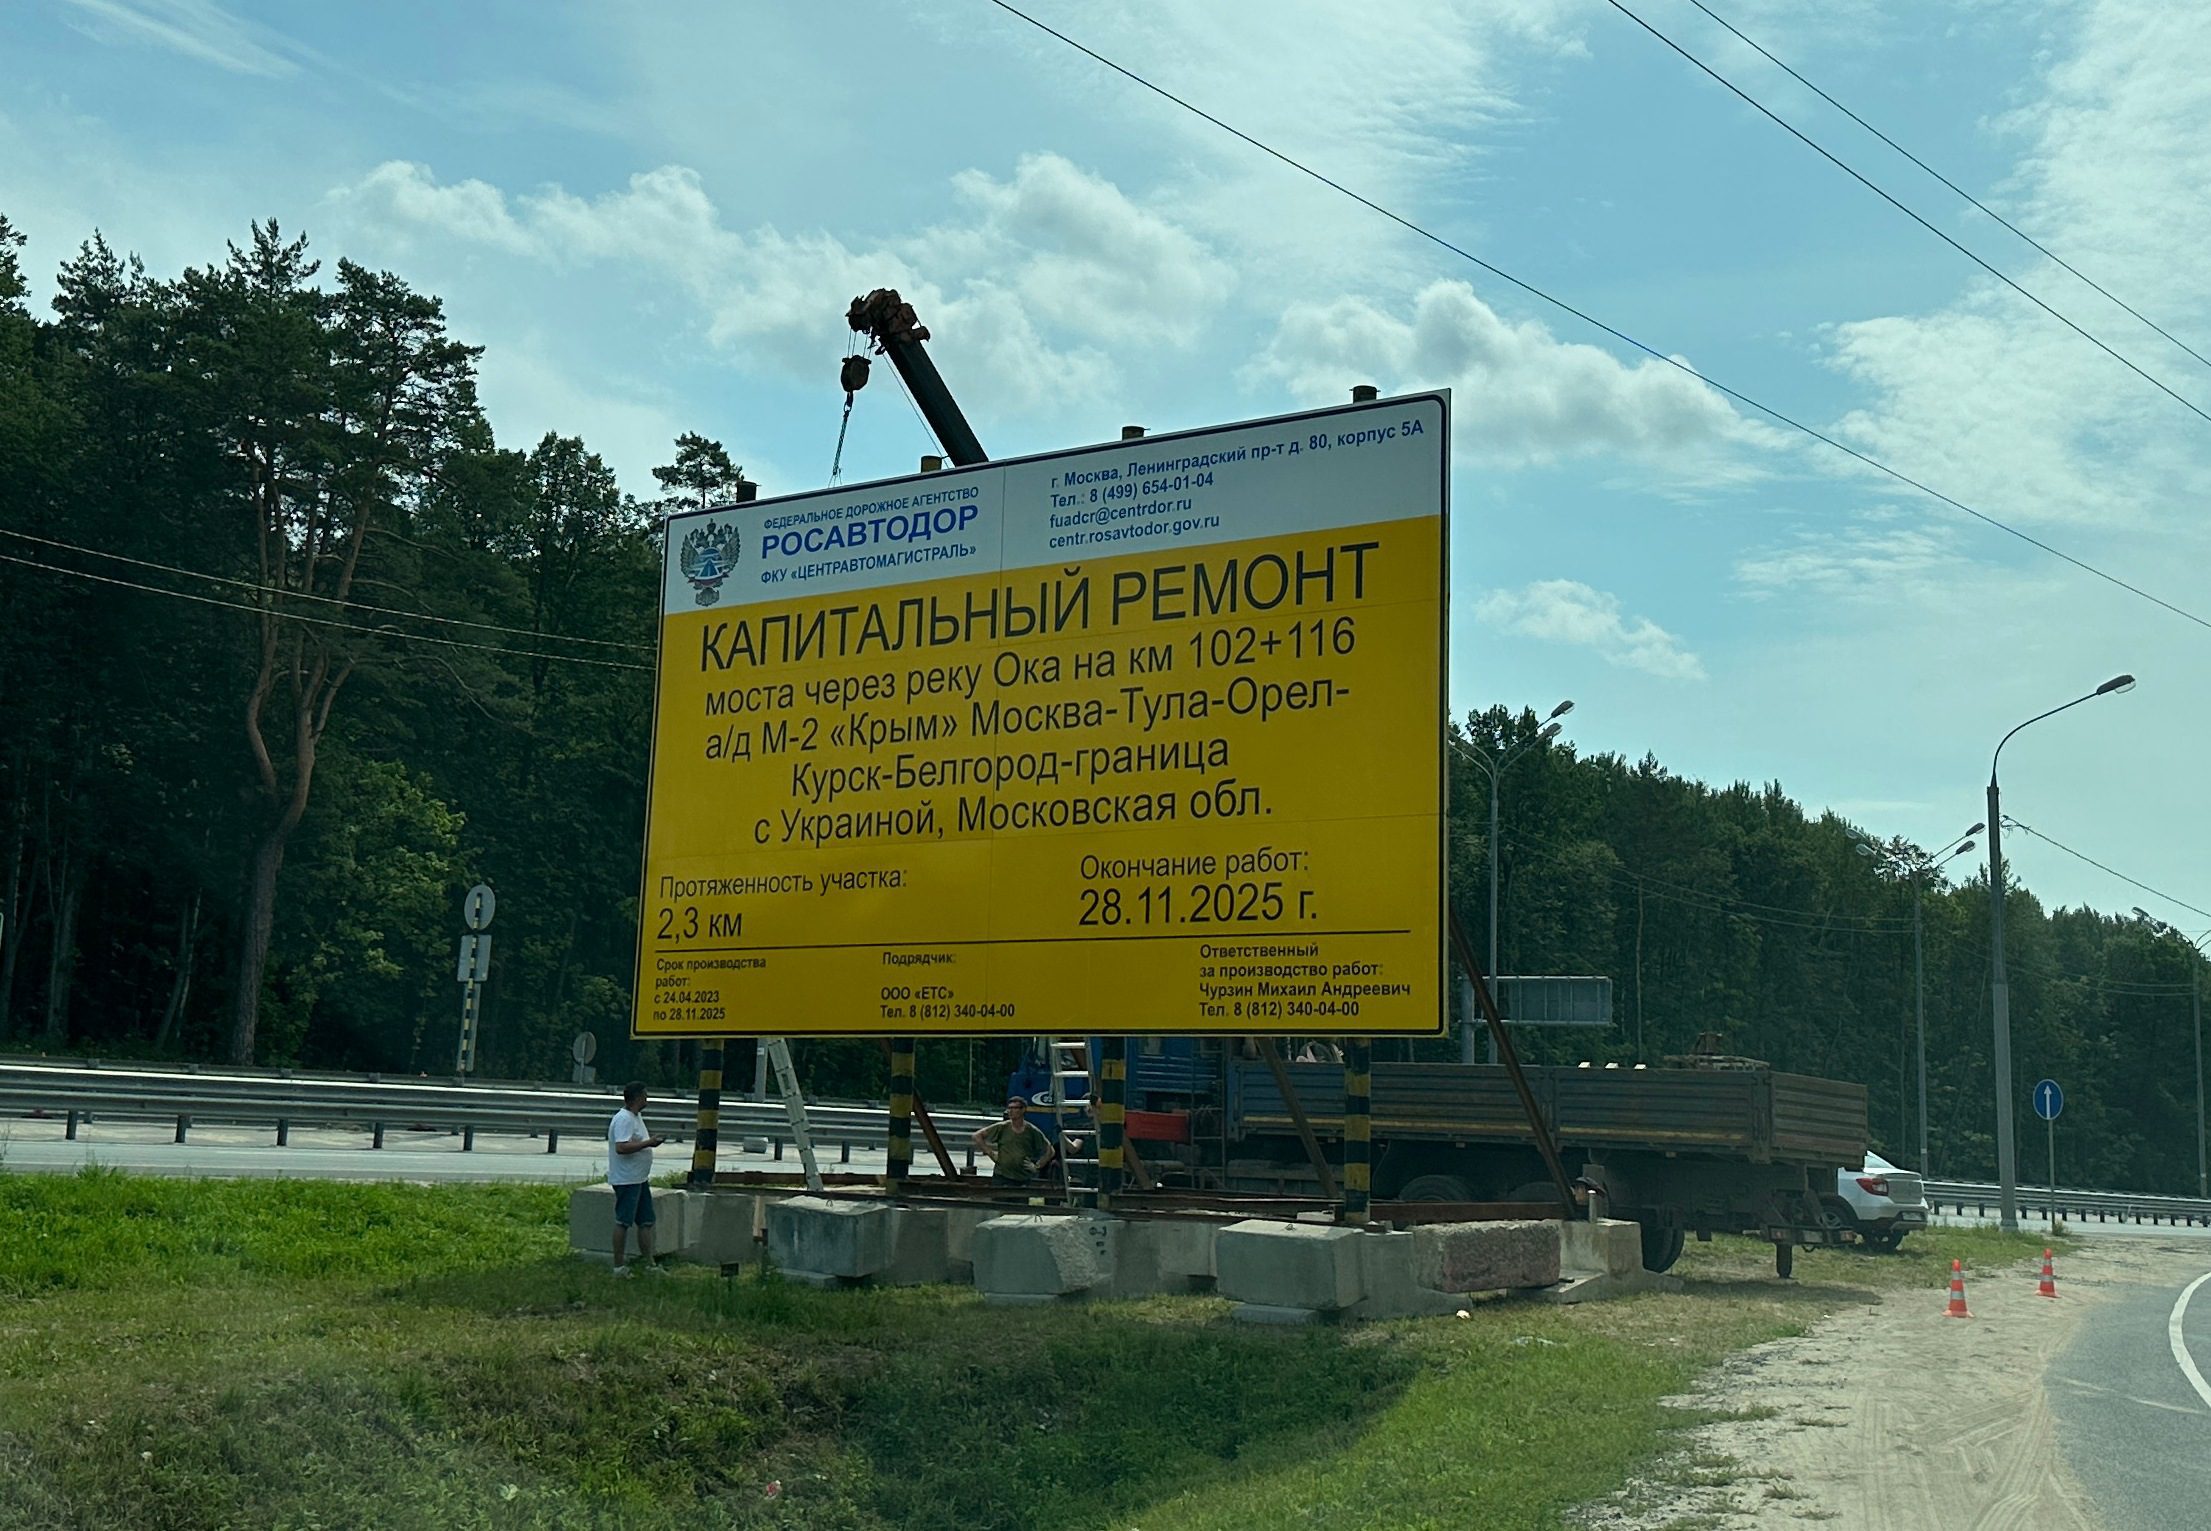 ФЕДЕРАЛЬНОЕ ДОРОЖНОЕ АГЕНТСТВО
РОСАВТОДОР
ФКУ «ЦЕНТРАВТОМАГИСТРАЛЬ»
г. Москва, Ленинградский пр-т д. 80, корпус 5А
Тел.: 8 (499) 654-01-04
fuadcr@centrdor.ru
centr.rosavtodor.gov.ru
КАПИТАЛЬНЫЙ РЕМОНТ
моста через реку Ока на км 102+116
а/д М-2 «Крым» Москва-Тула-Орел-
Курск-Белгород-граница
с Украиной, Московская обл.
Протяженность участка:
2,3 км
Окончание работ:
28.11.2025 г.
Срок производства
работ:
с 24.04.2023
по 28.11.2025
Подрядчик:
ООО «ЕТС»
Тел. 8 (812) 340-04-00
Ответственный
за производство работ:
Чурзин Михаил Андреевич
Тел. 8 (812) 340-04-00